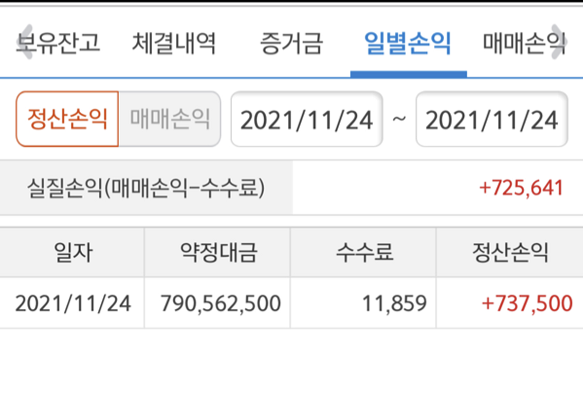 보유잔고 체결내역 증거금 일별손익 매매손익
정산손익 매매손익 2021/11/24 ~ 2021/11/24
실질손익(매매손익-수수료) +725,641
일자 약정대금 수수료 정산손익
2021/11/24 790,562,500 11,859 +737,500